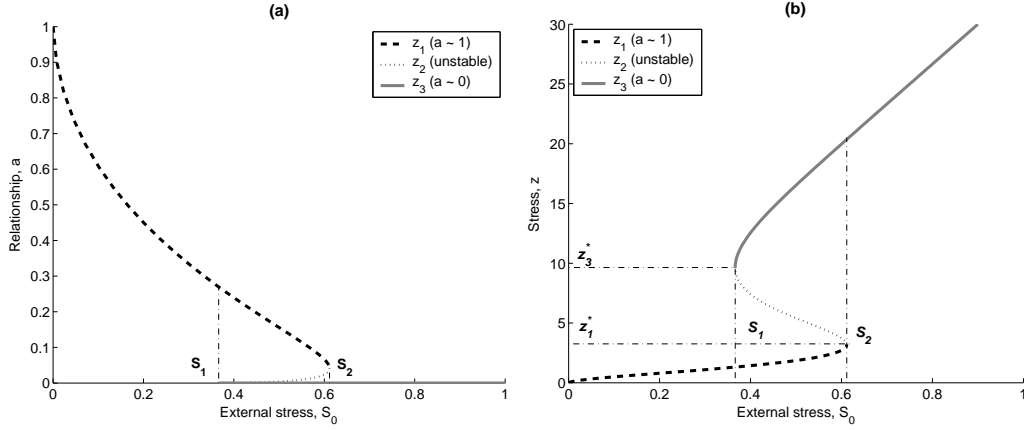 (a)
1
0.9
0.8
0.7
0.6
0.5
0.4
0.3
0.2
0.1
0
Relationship, a
z₁ (a ~ 1)
z₂ (unstable)
z₃ (a ~ 0)
S₁
S₂
0
0.2
0.4
0.6
0.8
1
External stress, S₀
(b)
30
25
20
15
10
5
0
Stress, z
z₁ (a ~ 1)
z₂ (unstable)
z₃ (a ~ 0)
z₃*
z₁*
S₁
S₂
0
0.2
0.4
0.6
0.8
1
External stress, S₀